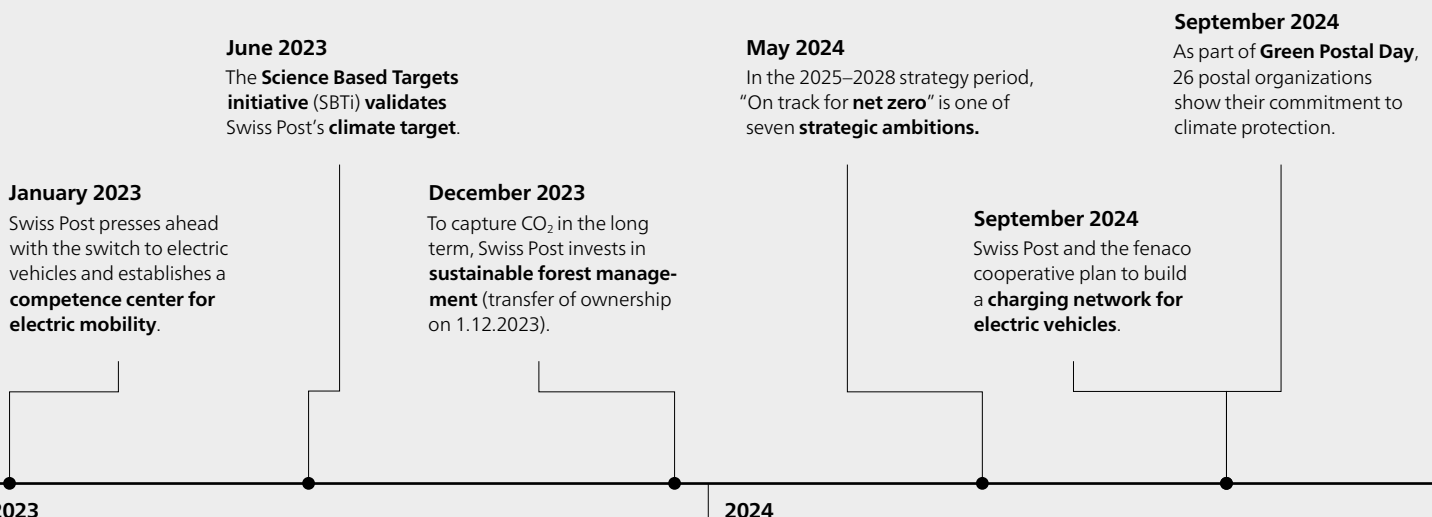 January 2023
Swiss Post presses ahead
with the switch to electric
vehicles and establishes a
competence center for
electric mobility.
June 2023
The Science Based Targets
initiative (SBTi) validates
Swiss Post’s climate target.
December 2023
To capture CO₂ in the long
term, Swiss Post invests in
sustainable forest manage-
ment (transfer of ownership
on 1.12.2023).
May 2024
In the 2025–2028 strategy period,
“On track for net zero” is one of
seven strategic ambitions.
September 2024
Swiss Post and the fenaco
cooperative plan to build
a charging network for
electric vehicles.
September 2024
As part of Green Postal Day,
26 postal organizations
show their commitment to
climate protection.
2023
2024